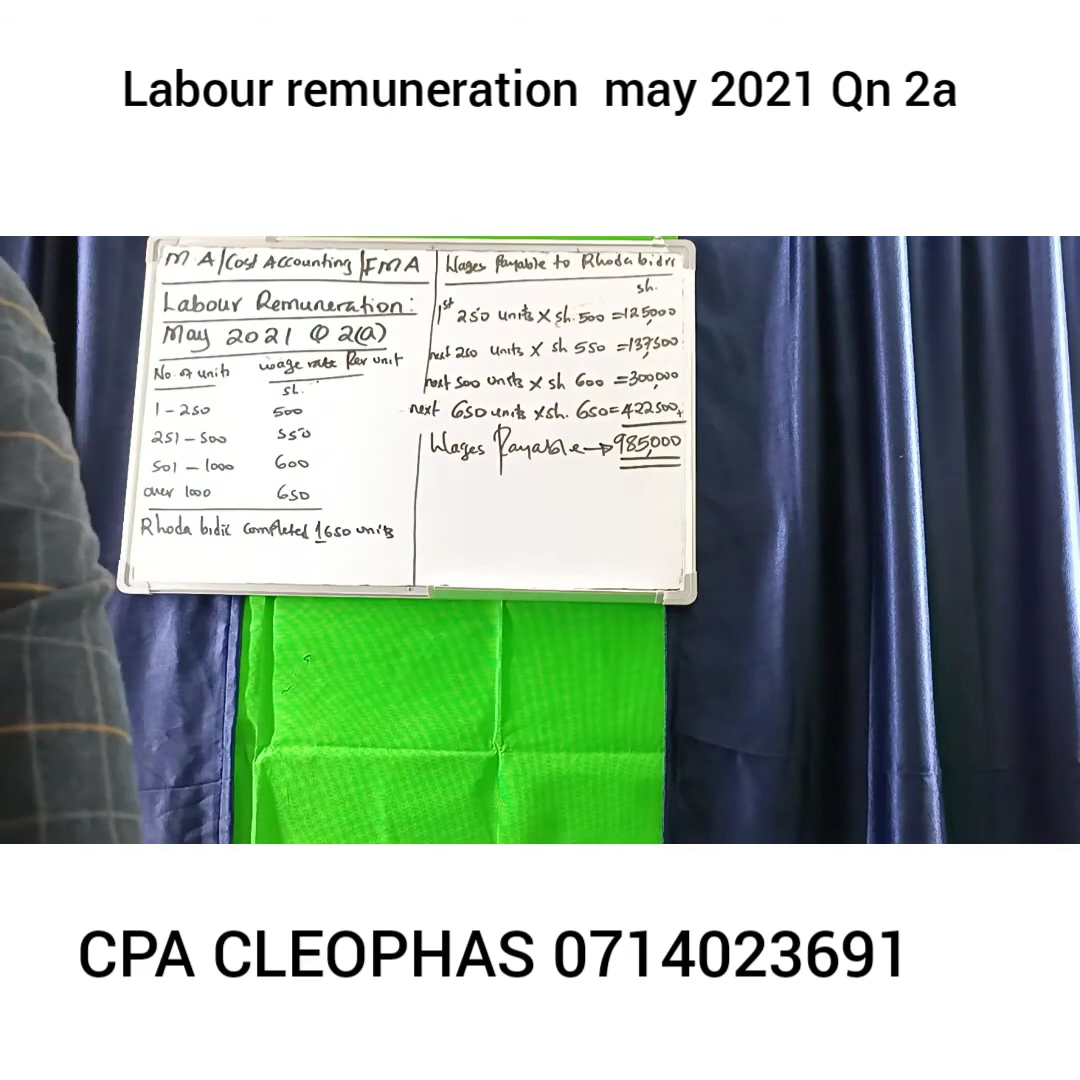 Labour remuneration may 2021 Qn 2a
MA/Cost Accounting/FMA
Labour Remuneration:
May 2021 Q 2(a)
No. of units wage rate Per unit
sh.
1 - 250 500
251 - 500 550
501 - 1000 600
over 1000 650
Rhoda bidii completed 1650 units
Wages Payable to Rhoda bidii
sh.
1st 250 units X sh. 500 = 125,000
next 250 units X sh 550 = 137,500
next 500 units X sh 600 = 300,000
next 650 units X sh. 650 = 422,500
Wages Payable → 985,000
CPA CLEOPHAS 0714023691